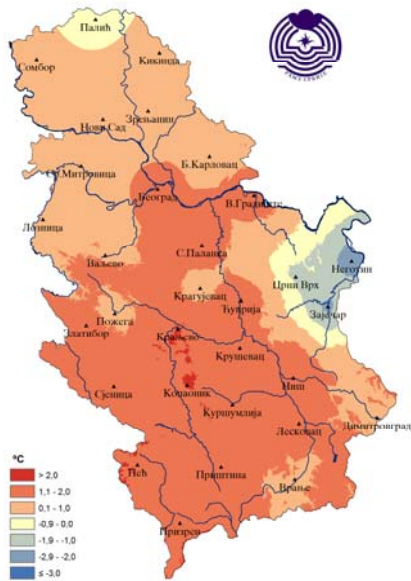 Палић
Сомбор
Кикинда
Зрењанин
Нови Сад
Б.Карловац
Ср.Митровица
Београд
В.Градиште
Лозница
Ваљево
С.Паланка
Неготин
Црни Врх
Крагујевац
Ћуприја
Зајечар
Пожега
Златибор
Краљево
Крушевац
Сјеница
Копаоник
Ниш
Куршумлија
Димитровград
Лесковац
Пећ
Приштина
Врање
Призрен
°C
> 2,0
1,1 - 2,0
0,1 - 1,0
-0,9 - 0,0
-1,9 - -1,0
-2,9 - -2,0
≤ -3,0